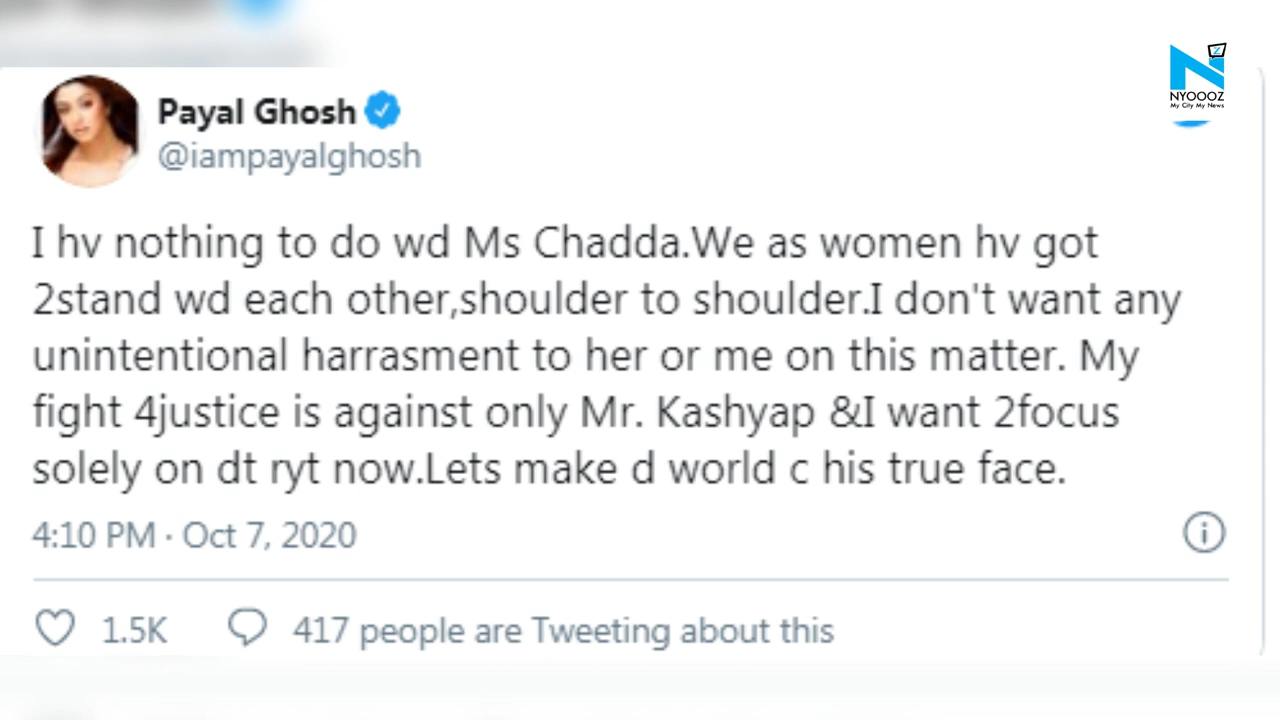 Payal Ghosh
@iampayalghosh
NYOOOZ
My City My News
I hv nothing to do wd Ms Chadda.We as women hv got
2stand wd each other,shoulder to shoulder.I don't want any
unintentional harrasment to her or me on this matter. My
fight 4justice is against only Mr. Kashyap &I want 2focus
solely on dt ryt now.Lets make d world c his true face.
4:10 PM · Oct 7, 2020
1.5K 417 people are Tweeting about this